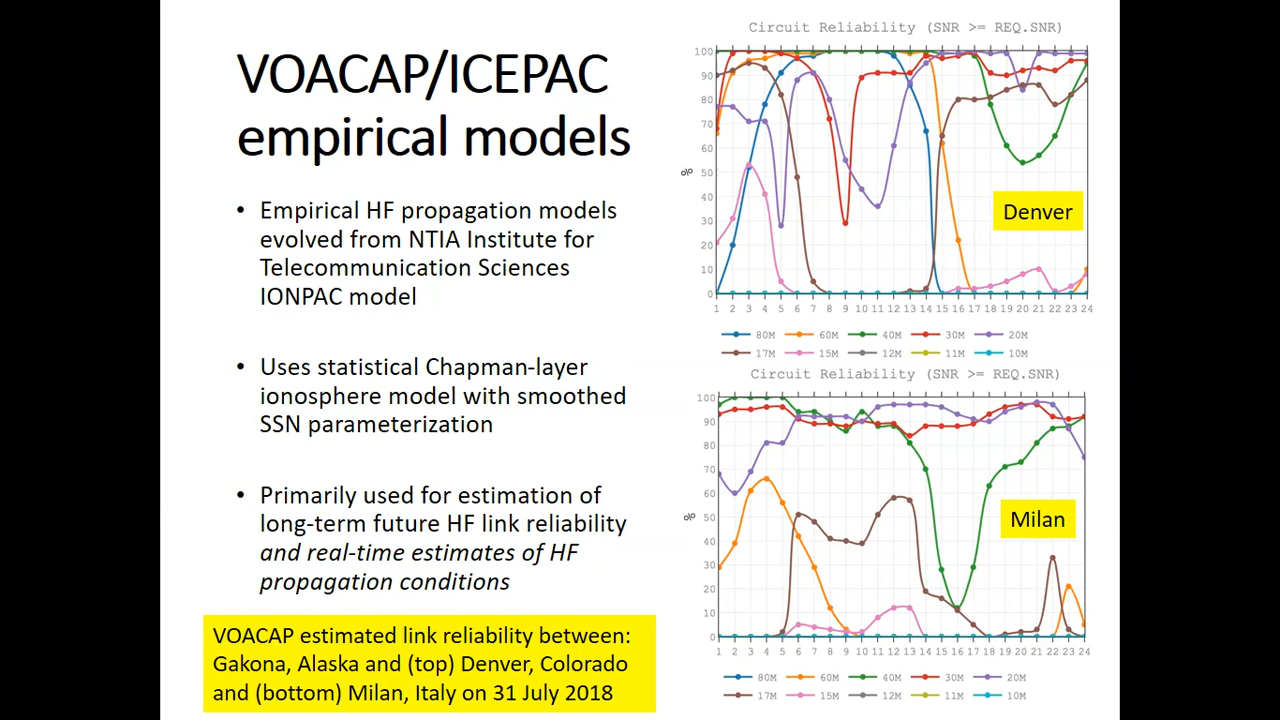 VOACAP/ICEPAC
empirical models
• Empirical HF propagation models
evolved from NTIA Institute for
Telecommunication Sciences
IONPAC model
• Uses statistical Chapman-layer
ionosphere model with smoothed
SSN parameterization
• Primarily used for estimation of
long-term future HF link reliability
and real-time estimates of HF
propagation conditions
VOACAP estimated link reliability between:
Gakona, Alaska and (top) Denver, Colorado
and (bottom) Milan, Italy on 31 July 2018
Circuit Reliability (SNR >= REQ.SNR)
100
90
80
70
60
50
40
30
20
10
0
%
Denver
1 2 3 4 5 6 7 8 9 10 11 12 13 14 15 16 17 18 19 20 21 22 23 24
80M 60M 40M 30M 20M
17M 15M 12M 11M 10M
Circuit Reliability (SNR >= REQ.SNR)
100
90
80
70
60
50
40
30
20
10
0
%
Milan
1 2 3 4 5 6 7 8 9 10 11 12 13 14 15 16 17 18 19 20 21 22 23 24
80M 60M 40M 30M 20M
17M 15M 12M 11M 10M